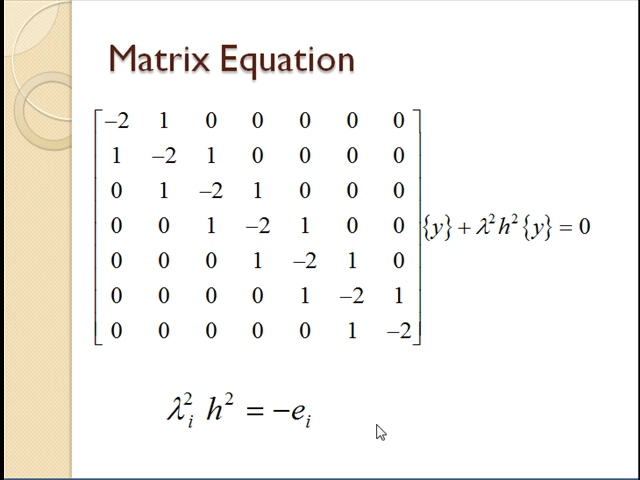 Matrix Equation
−2 1 0 0 0 0 0
1 −2 1 0 0 0 0
0 1 −2 1 0 0 0
0 0 1 −2 1 0 0 {y} + λ²h²{y} = 0
0 0 0 1 −2 1 0
0 0 0 0 1 −2 1
0 0 0 0 0 1 −2
λᵢ² h² = −eᵢ